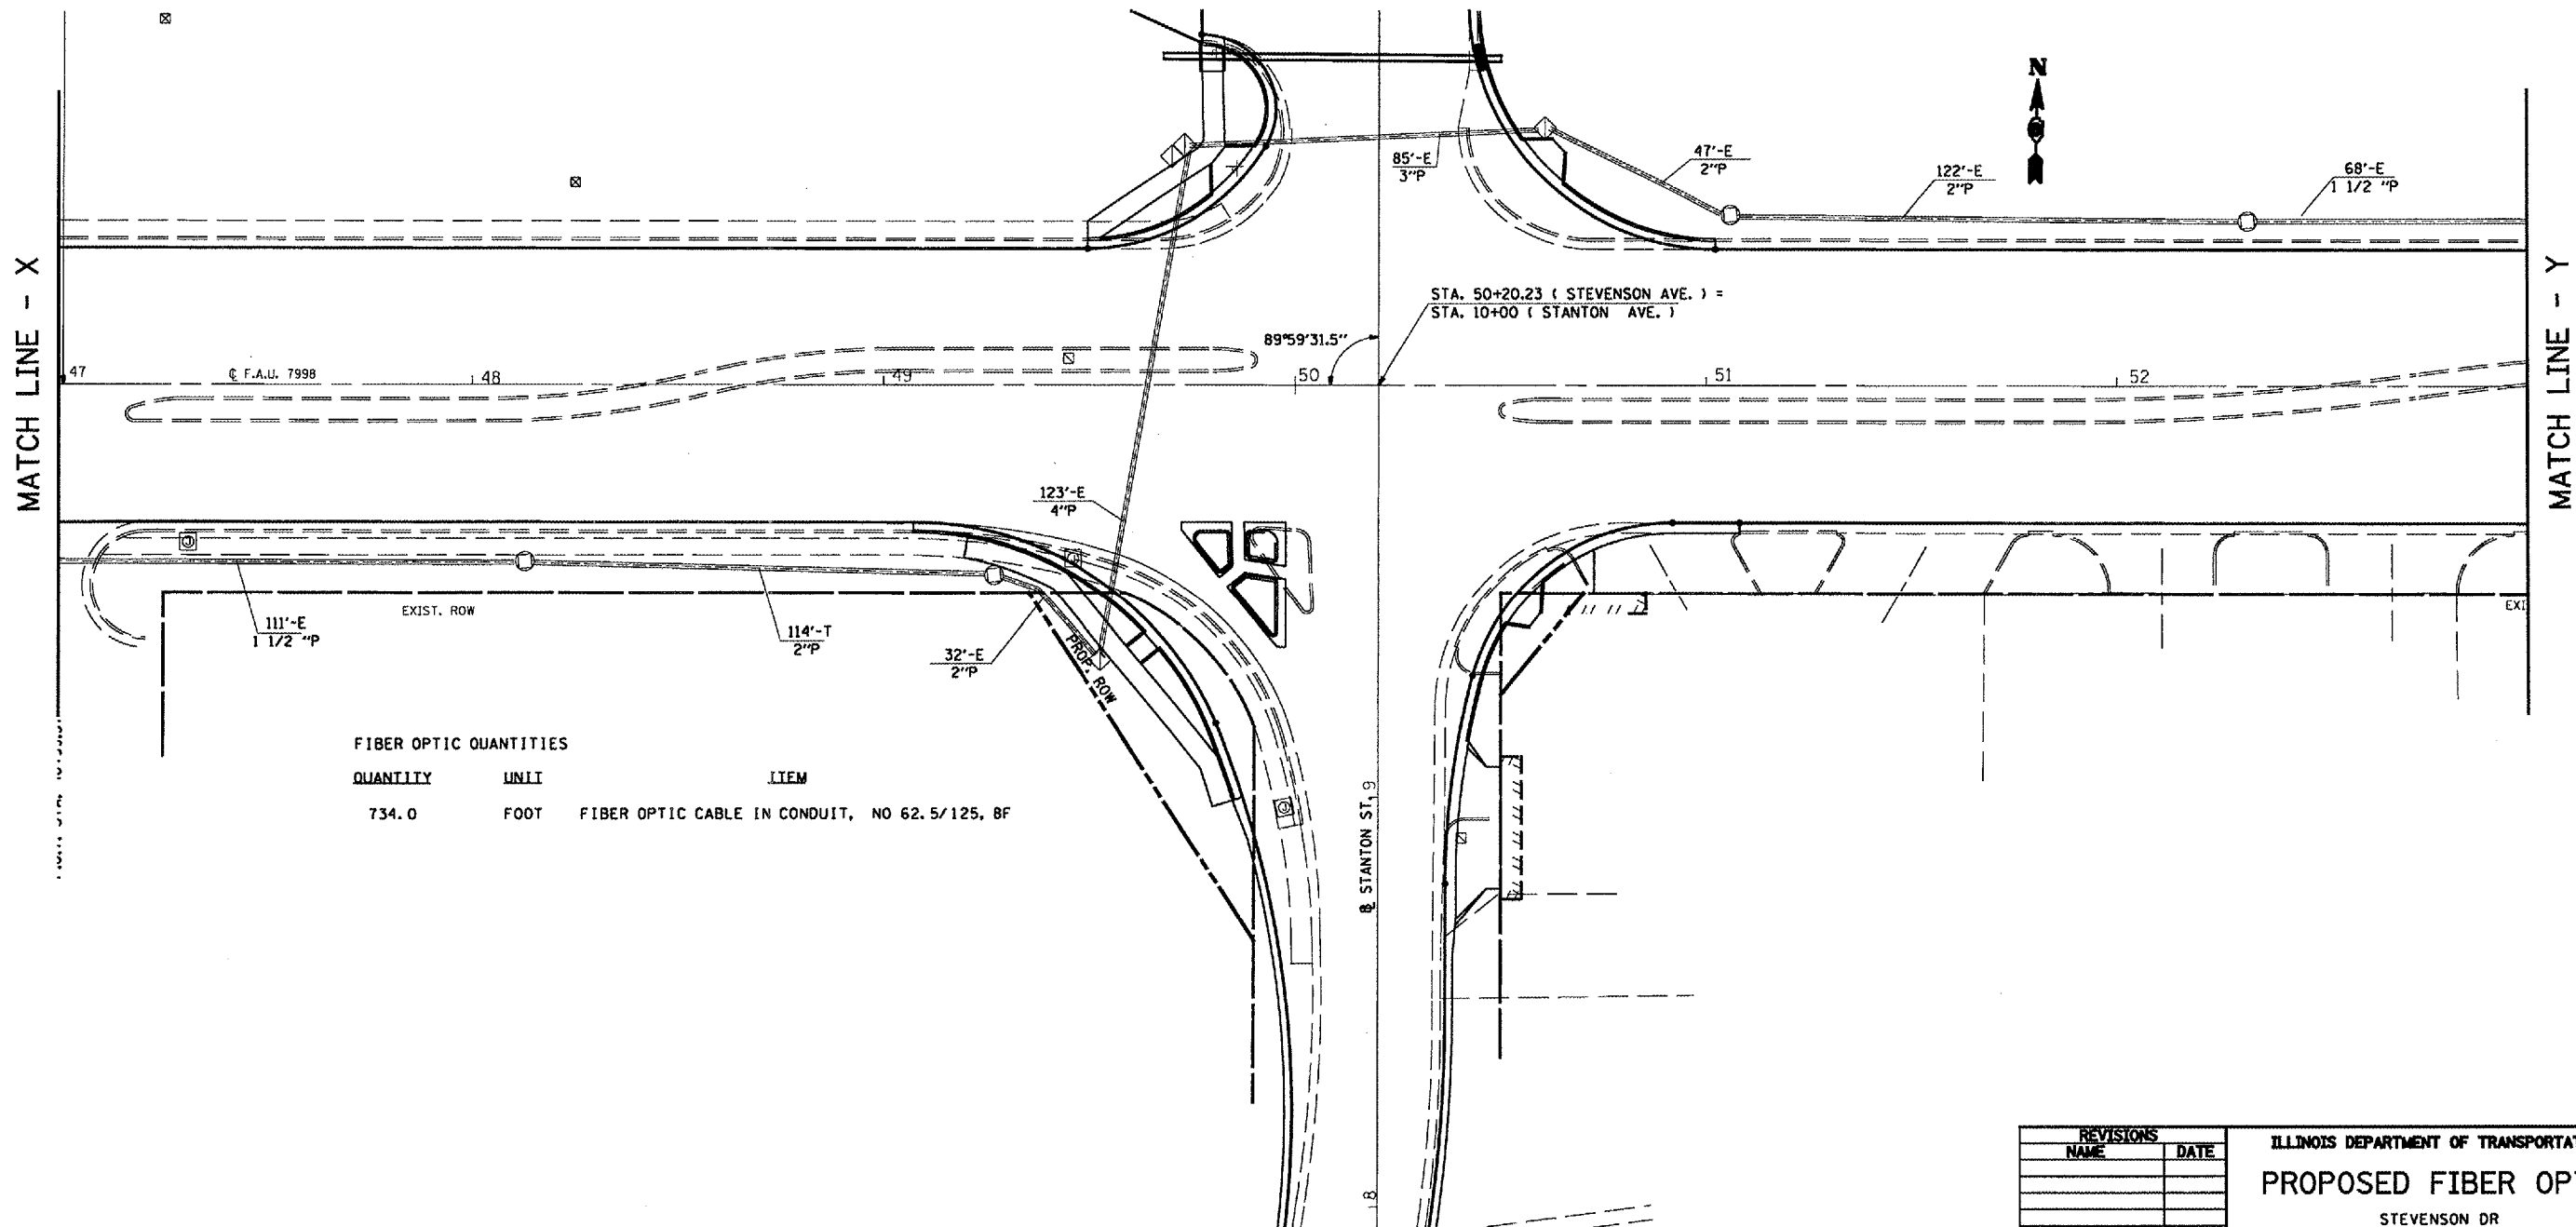 N
85'-E
3"P
47'-E
2"P
122'-E
2"P
68'-E
1 1/2 "P
MATCH LINE - X
MATCH LINE - Y
STA. 50+20.23 ( STEVENSON AVE. ) =
STA. 10+00 ( STANTON AVE. )
89°59'31.5"
47
℄ F.A.U. 7998
48
49
50
51
52
123'-E
4"P
J
J
EXIST. ROW
EXI
111'-E
1 1/2 "P
114'-T
2"P
32'-E
2"P
PROP. ROW
FIBER OPTIC QUANTITIES
QUANTITY UNIT ITEM
734.0 FOOT FIBER OPTIC CABLE IN CONDUIT, NO 62.5/125, 8F
J
9
℄ STANTON ST.
8
REVISIONS
NAME DATE
ILLINOIS DEPARTMENT OF TRANSPORTAT
PROPOSED FIBER OP
STEVENSON DR